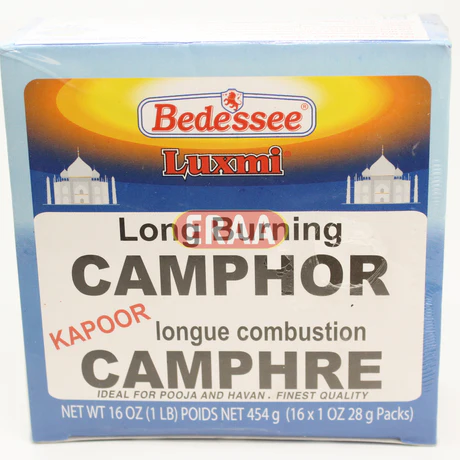 Bedessee®
Luxmi®
Long Burning
ERAA
CAMPHOR
KAPOOR
longue combustion
CAMPHRE
IDEAL FOR POOJA AND HAVAN . FINEST QUALITY
NET WT 16 OZ (1 LB) POIDS NET 454 g (16 x 1 OZ 28 g Packs)